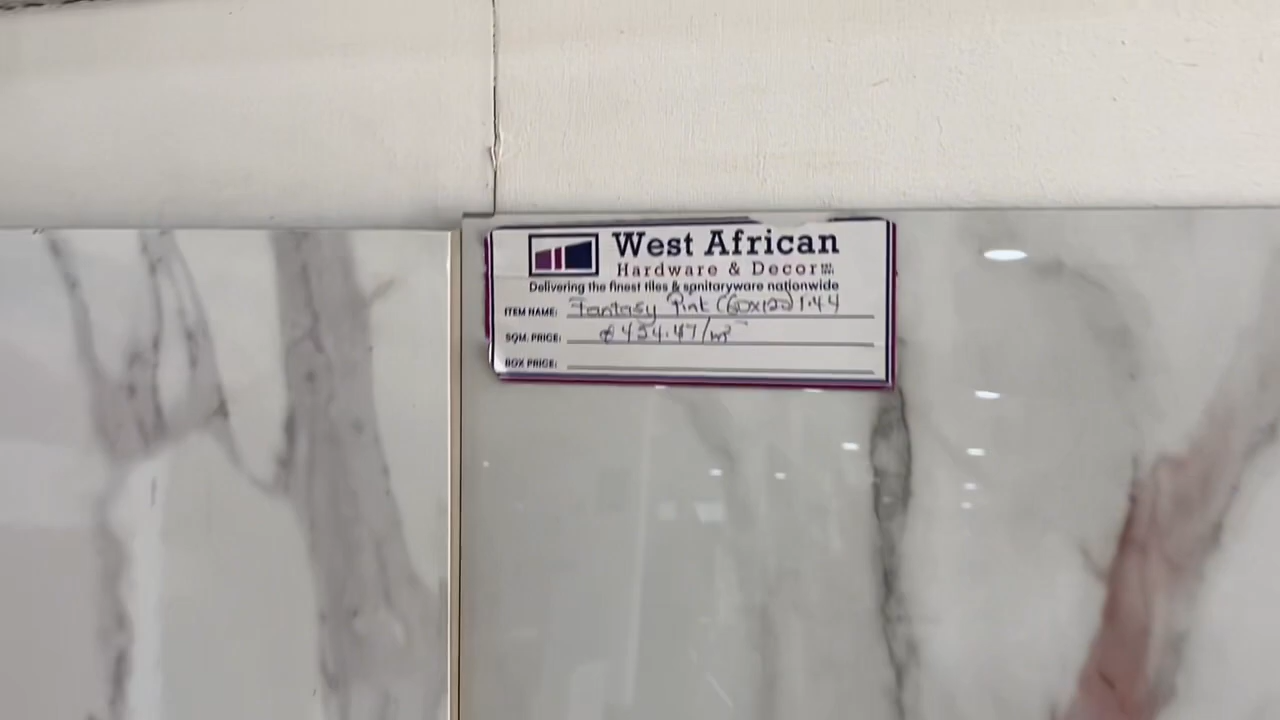 West African
Hardware & Decor
Delivering the finest tiles & sanitaryware nationwide
ITEM NAME: Fantasy Pink (60x120) 1.44
SQM. PRICE: ¢454.47/m²
BOX PRICE: